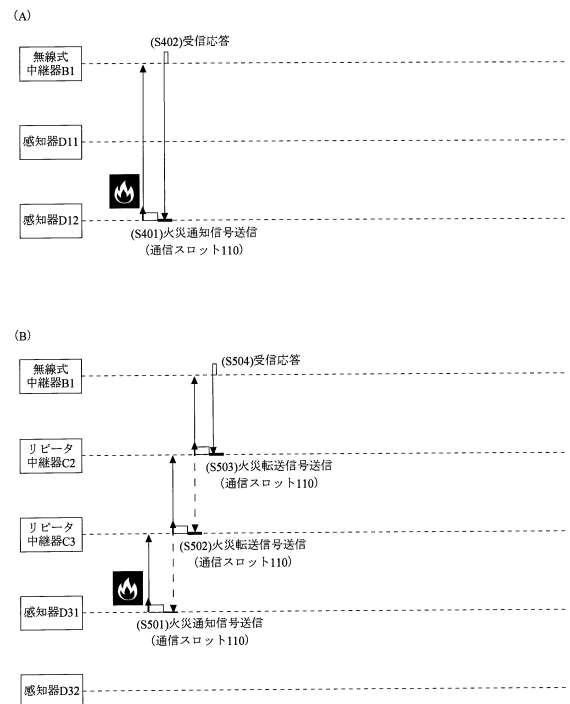 (A)
(S402)受信応答
無線式
中継器B1
感知器D11
感知器D12
(S401)火災通知信号送信
(通信スロット110)
(B)
(S504)受信応答
無線式
中継器B1
リピータ
中継器C2
(S503)火災転送信号送信
(通信スロット110)
リピータ
中継器C3
(S502)火災転送信号送信
(通信スロット110)
感知器D31
(S501)火災通知信号送信
(通信スロット110)
感知器D32